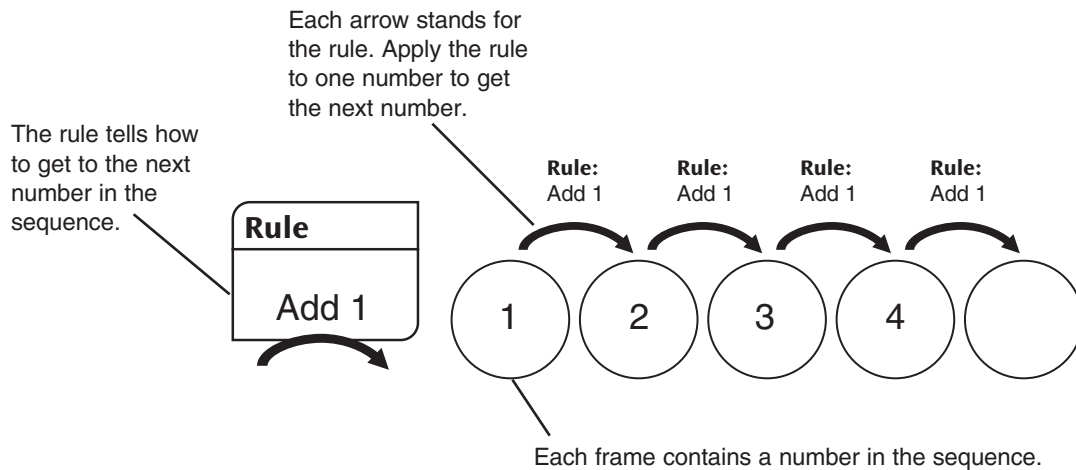 Each arrow stands for
the rule. Apply the rule
to one number to get
the next number.
The rule tells how
to get to the next
number in the
sequence.
Rule: Rule: Rule: Rule:
Add 1 Add 1 Add 1 Add 1
Rule
Add 1
1 2 3 4
Each frame contains a number in the sequence.